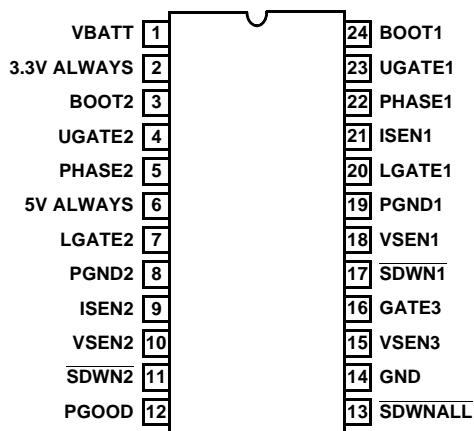 VBATT 1 24 BOOT1
3.3V ALWAYS 2 23 UGATE1
BOOT2 3 22 PHASE1
UGATE2 4 21 ISEN1
PHASE2 5 20 LGATE1
5V ALWAYS 6 19 PGND1
LGATE2 7 18 VSEN1
PGND2 8 17 SDWN1
ISEN2 9 16 GATE3
VSEN2 10 15 VSEN3
SDWN2 11 14 GND
PGOOD 12 13 SDWNALL